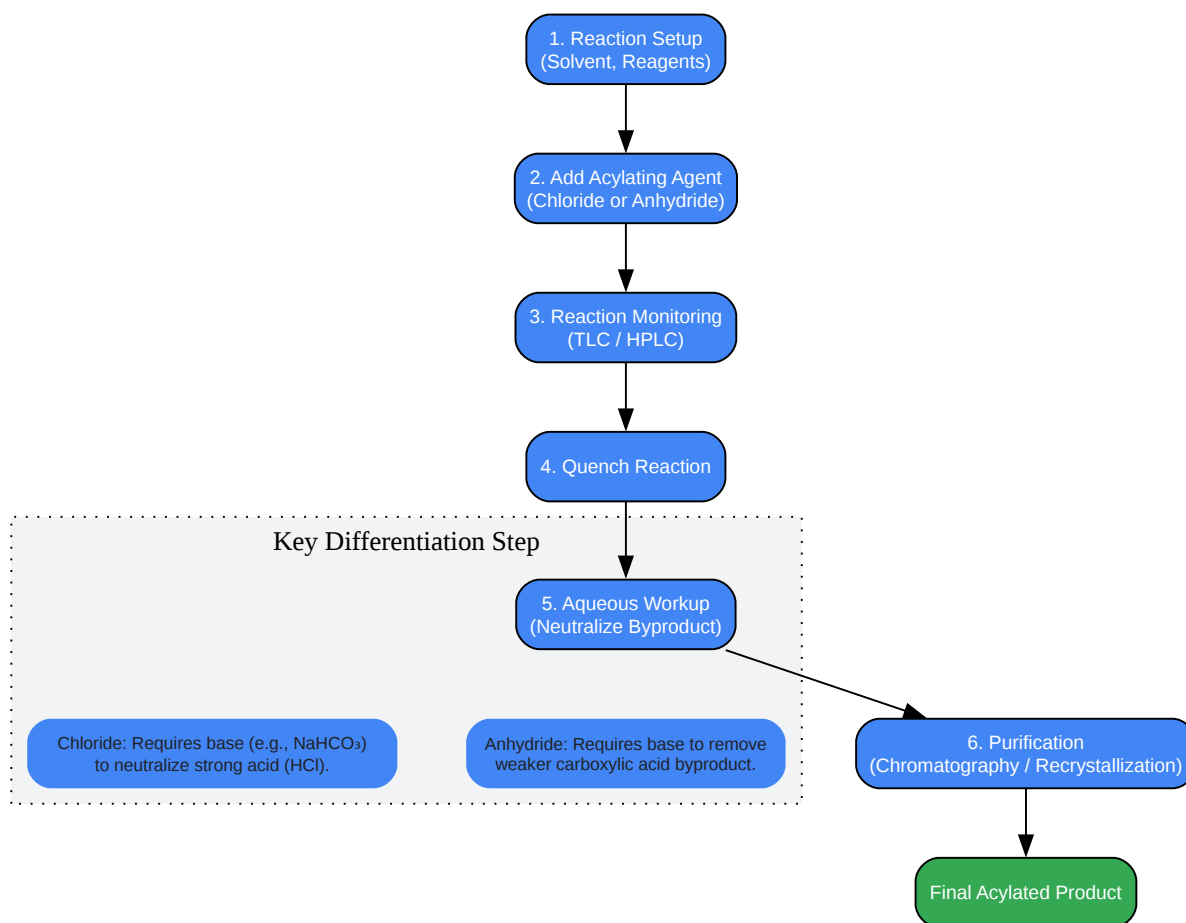 1. Reaction Setup
(Solvent, Reagents)
2. Add Acylating Agent
(Chloride or Anhydride)
3. Reaction Monitoring
(TLC / HPLC)
4. Quench Reaction
Key Differentiation Step
5. Aqueous Workup
(Neutralize Byproduct)
Chloride: Requires base (e.g., NaHCO₃)
to neutralize strong acid (HCl).
Anhydride: Requires base to remove
weaker carboxylic acid byproduct.
6. Purification
(Chromatography / Recrystallization)
Final Acylated Product